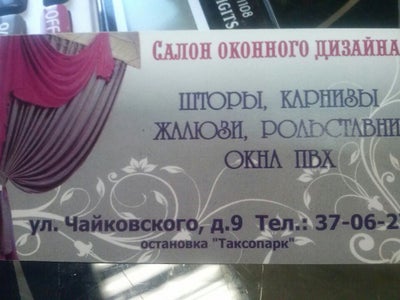 САЛОН ОКОННОГО ДИЗАЙНА
ШТОРЫ, КАРНИЗЫ
ЖАЛЮЗИ, РОЛЬСТАВНИ
ОКНА ПВХ
ул. Чайковского, д.9 Тел.: 37-06-2
остановка "Таксопарк"